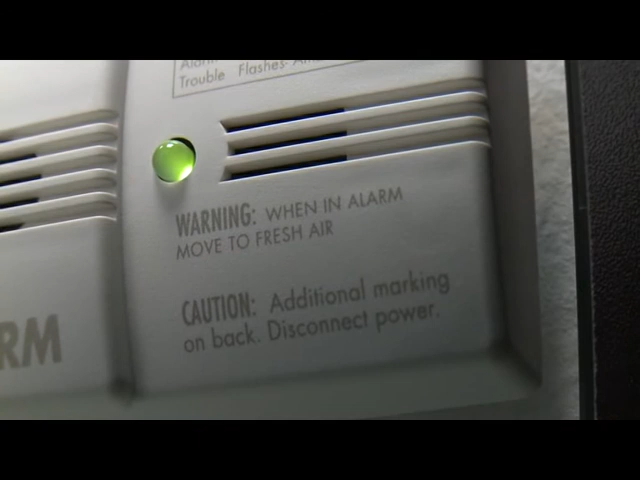 Trouble Flashes-
WARNING: WHEN IN ALARM
MOVE TO FRESH AIR
CAUTION: Additional marking
on back. Disconnect power.
RM